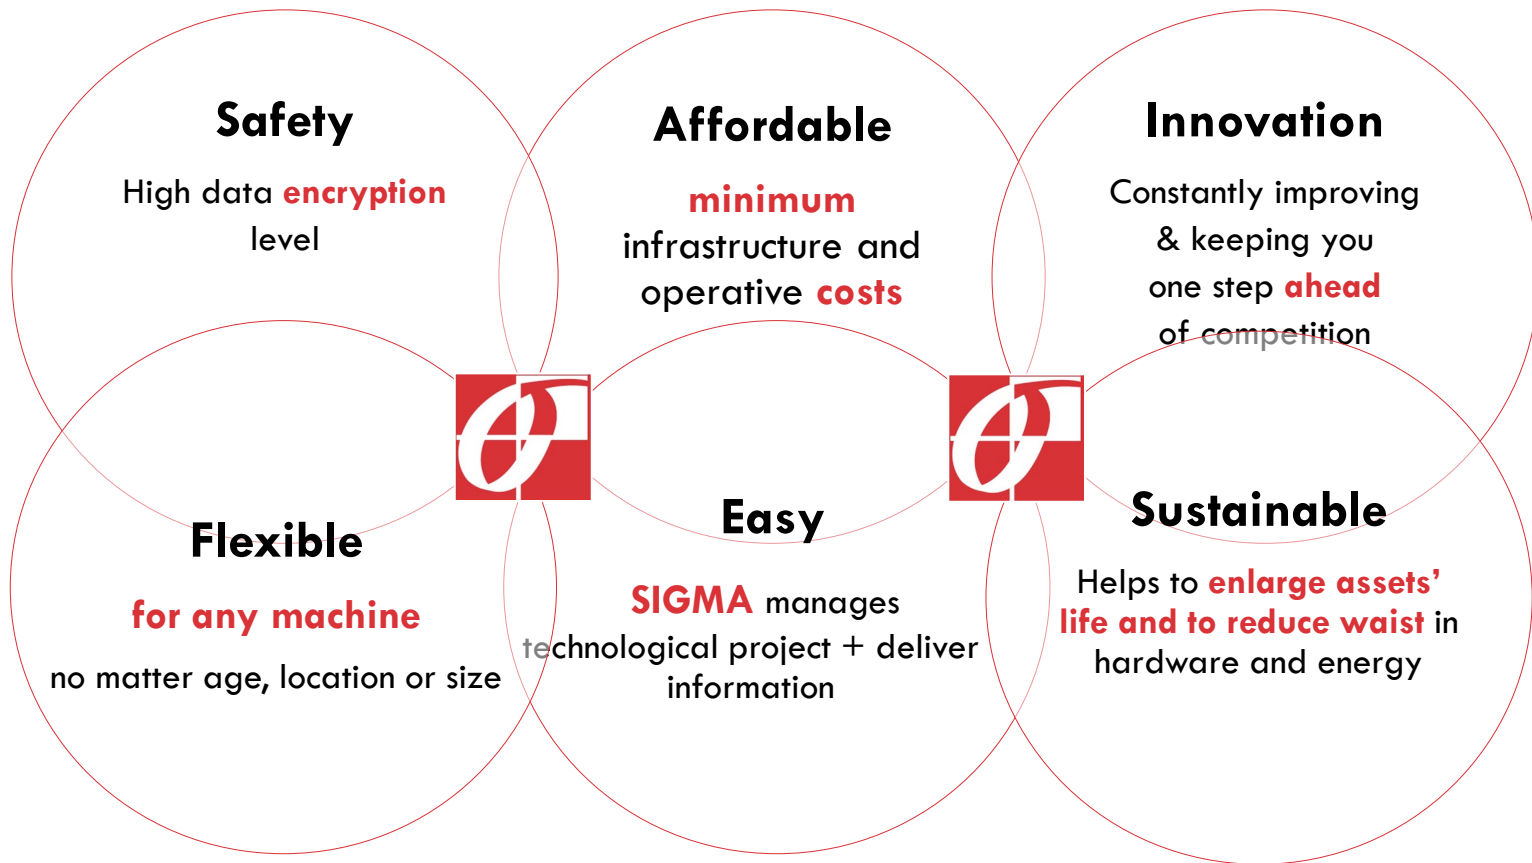 Safety
High data encryption
level
Affordable
minimum
infrastructure and
operative costs
Innovation
Constantly improving
& keeping you
one step ahead
of competition
Flexible
for any machine
no matter age, location or size
Easy
SIGMA manages
technological project + deliver
information
Sustainable
Helps to enlarge assets’
life and to reduce waist in
hardware and energy